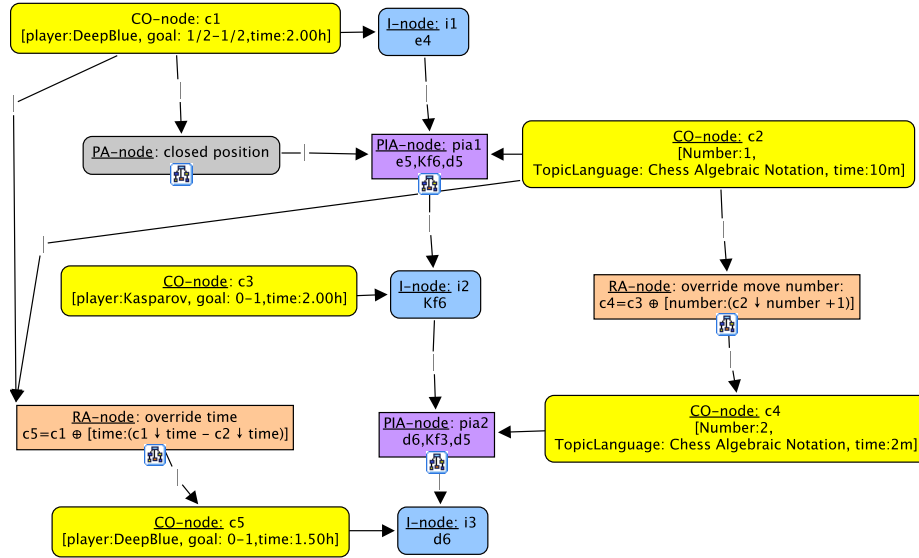 CO-node: c1
[player:DeepBlue, goal: 1/2-1/2,time:2.00h]
I-node: i1
e4
PA-node: closed position
PIA-node: pia1
e5,Kf6,d5
CO-node: c2
[Number:1,
TopicLanguage: Chess Algebraic Notation, time:10m]
CO-node: c3
[player:Kasparov, goal: 0-1,time:2.00h]
I-node: i2
Kf6
RA-node: override move number:
c4=c3 ⊕ [number:(c2 ↓ number +1)]
RA-node: override time
c5=c1 ⊕ [time:(c1 ↓ time - c2 ↓ time)]
PIA-node: pia2
d6,Kf3,d5
CO-node: c4
[Number:2,
TopicLanguage: Chess Algebraic Notation, time:2m]
CO-node: c5
[player:DeepBlue, goal: 0-1,time:1.50h]
I-node: i3
d6